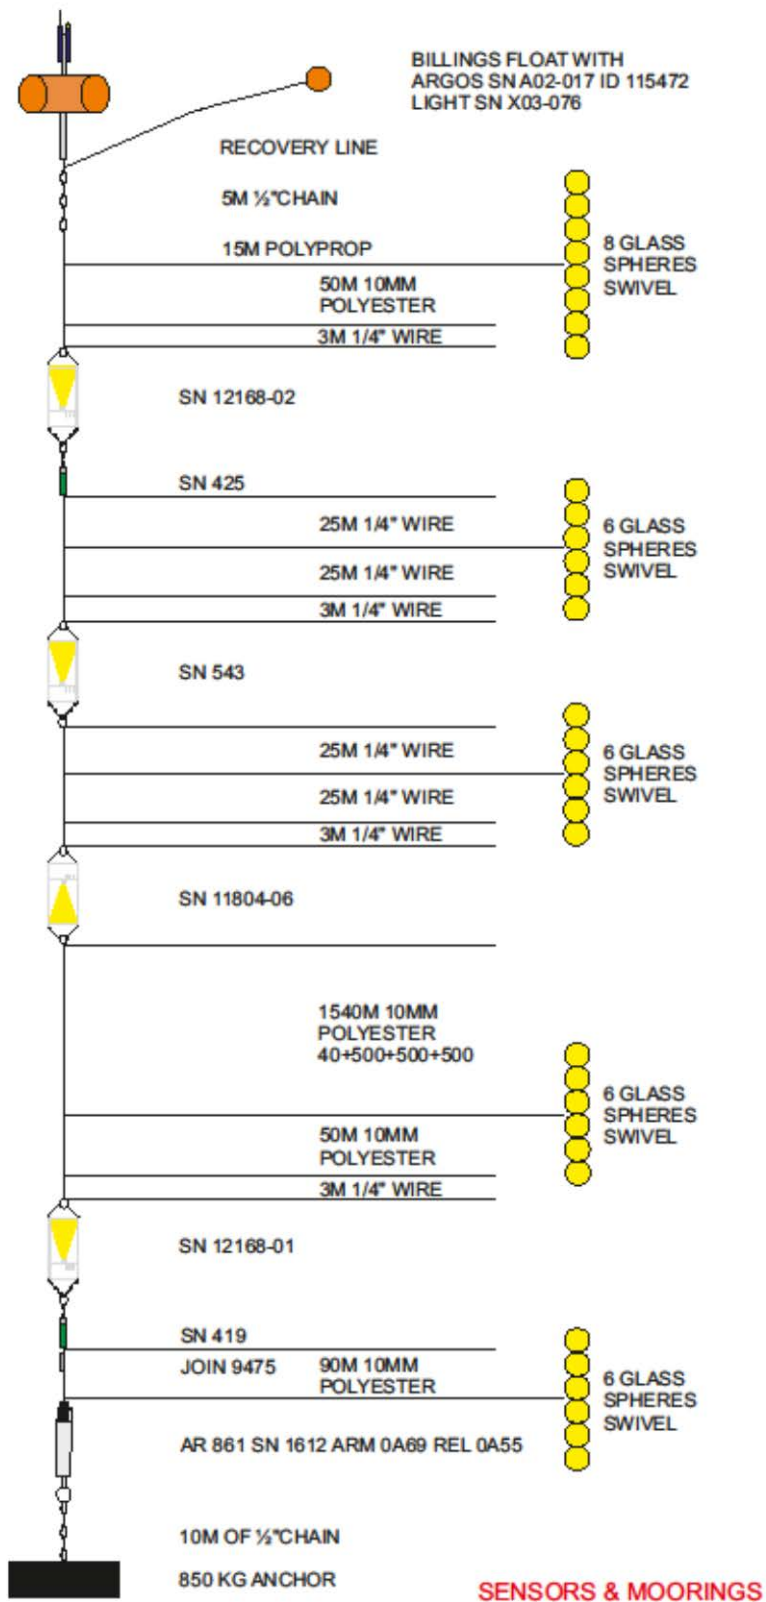 BILLINGS FLOAT WITH
ARGOS SN A02-017 ID 115472
LIGHT SN X03-076
RECOVERY LINE
5M ½"CHAIN
15M POLYPROP
8 GLASS
SPHERES
SWIVEL
50M 10MM
POLYESTER
3M 1/4" WIRE
SN 12168-02
SN 425
25M 1/4" WIRE
6 GLASS
SPHERES
SWIVEL
25M 1/4" WIRE
3M 1/4" WIRE
SN 543
25M 1/4" WIRE
6 GLASS
SPHERES
SWIVEL
25M 1/4" WIRE
3M 1/4" WIRE
SN 11804-06
1540M 10MM
POLYESTER
40+500+500+500
6 GLASS
SPHERES
SWIVEL
50M 10MM
POLYESTER
3M 1/4" WIRE
SN 12168-01
SN 419
JOIN 9475
90M 10MM
POLYESTER
6 GLASS
SPHERES
SWIVEL
AR 861 SN 1612 ARM 0A69 REL 0A55
10M OF ½"CHAIN
850 KG ANCHOR
SENSORS & MOORINGS